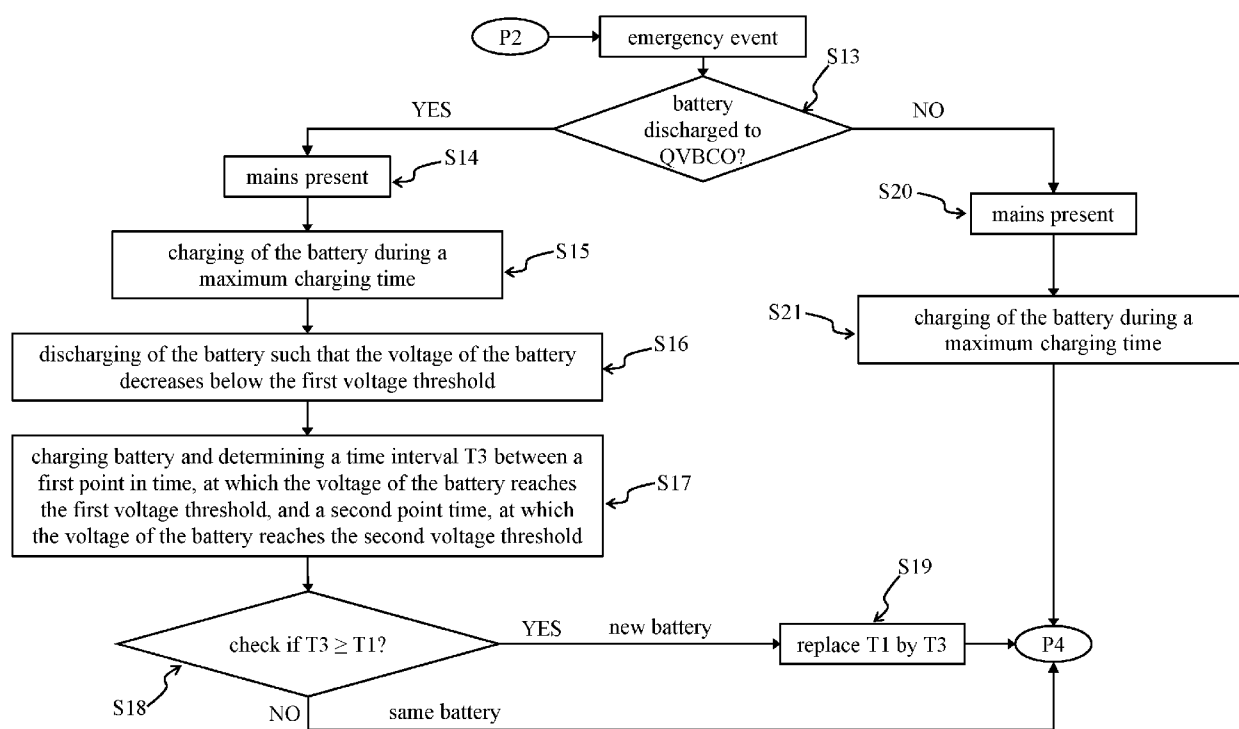 P2
emergency event
S13
battery
discharged to
QVBCO?
YES
NO
mains present
S14
S20
mains present
charging of the battery during a
maximum charging time
S15
S21
charging of the battery during a
maximum charging time
discharging of the battery such that the voltage of the battery
decreases below the first voltage threshold
S16
charging battery and determining a time interval T3 between a
first point in time, at which the voltage of the battery reaches
the first voltage threshold, and a second point time, at which
the voltage of the battery reaches the second voltage threshold
S17
check if T3 ≥ T1?
S18
YES
new battery
S19
replace T1 by T3
P4
NO
same battery